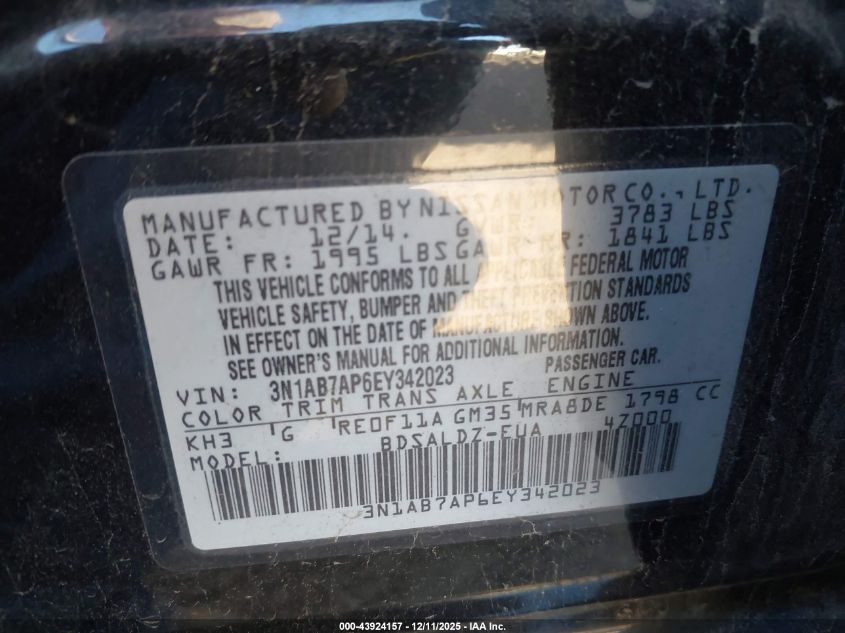 MANUFACTURED BY NISSAN MOTOR CO., LTD.
DATE: 12/14. GVWR: 3783 LBS
GAWR FR: 1995 LBS GAWR RR: 1841 LBS
THIS VEHICLE CONFORMS TO ALL APPLICABLE FEDERAL MOTOR
VEHICLE SAFETY, BUMPER AND THEFT PREVENTION STANDARDS
IN EFFECT ON THE DATE OF MANUFACTURE SHOWN ABOVE.
SEE OWNER'S MANUAL FOR ADDITIONAL INFORMATION.
VIN: 3N1AB7AP6EY342023 PASSENGER CAR.
COLOR TRIM TRANS AXLE ENGINE
KH3 'G 'RE0F11A GM35 'MRA8DE 1798 CC
MODEL: BDSALDZ-EUA 4Z000
3N1AB7AP6EY342023
000-43924157 - 12/11/2025 - IAA Inc.